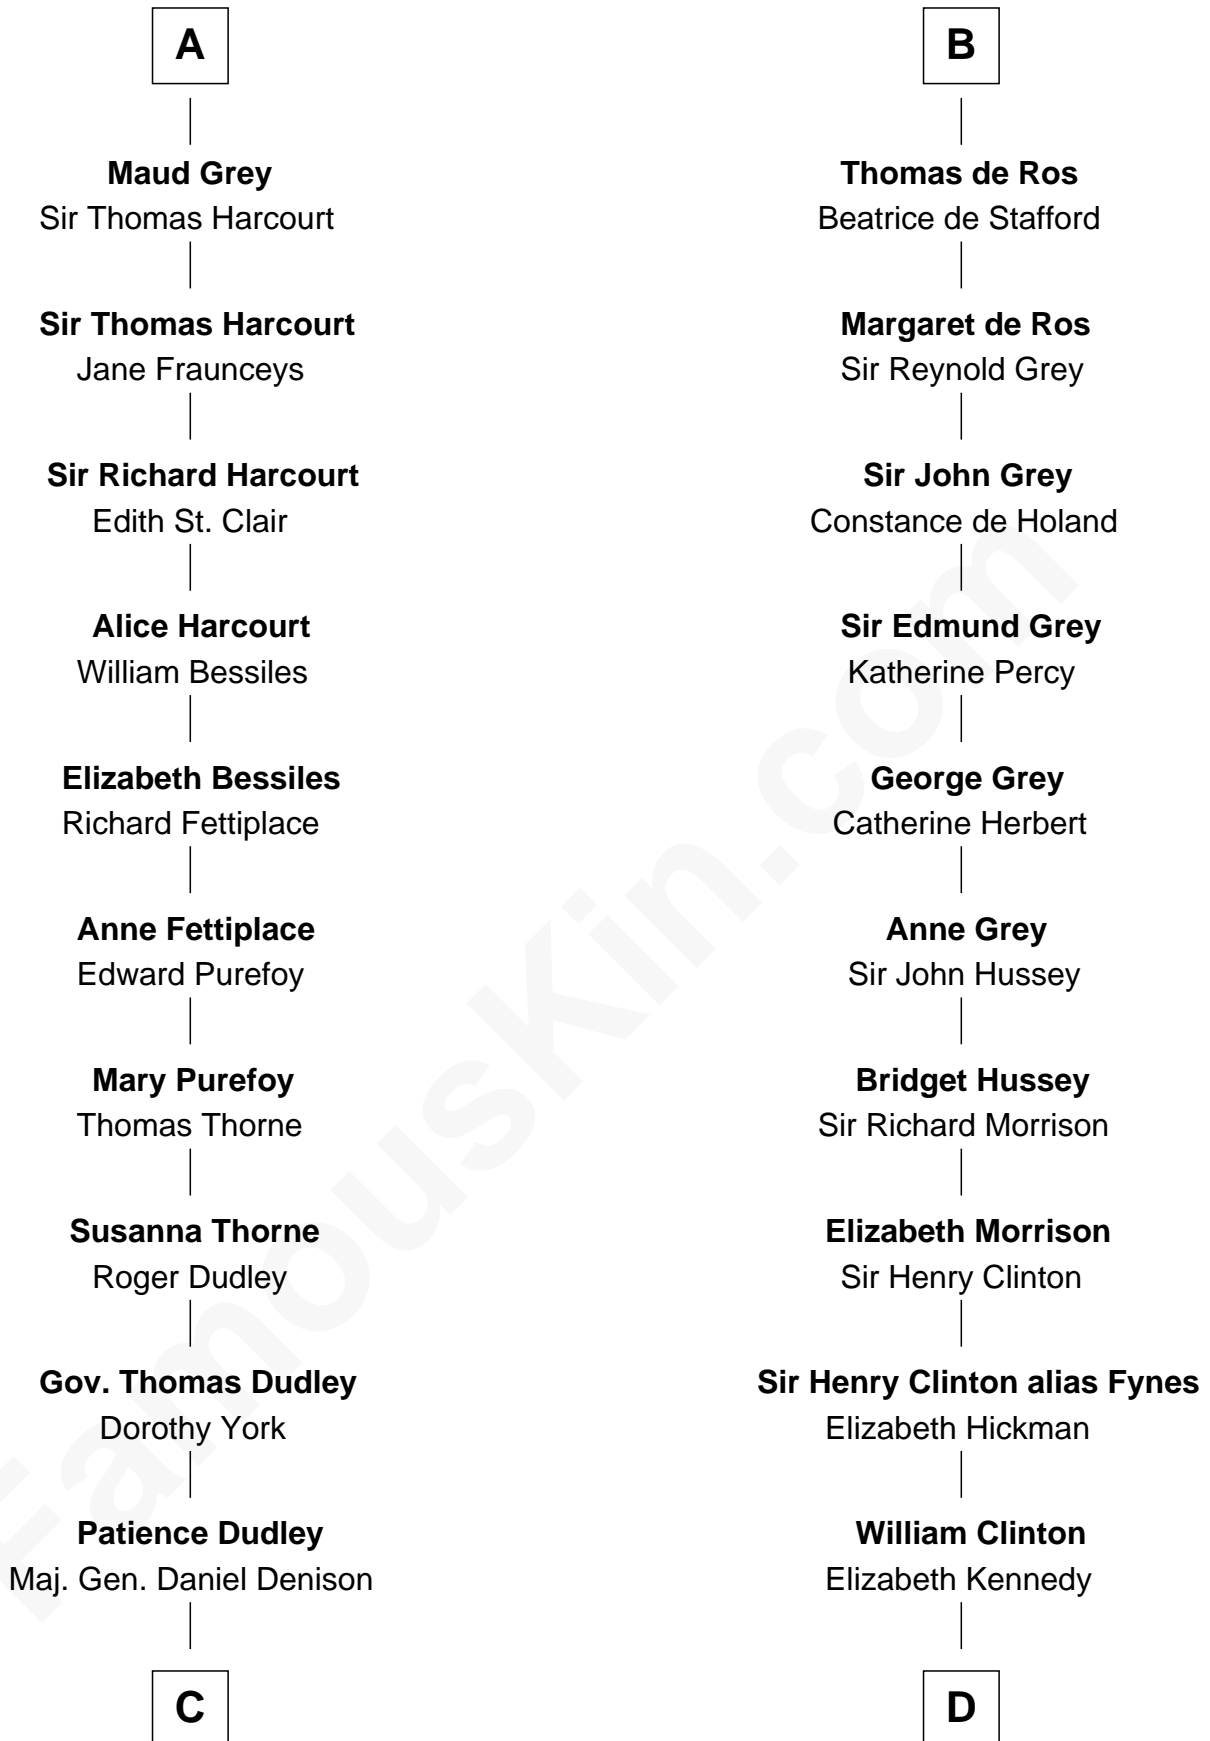 A
Maud Grey
Sir Thomas Harcourt
Sir Thomas Harcourt
Jane Fraunceys
Sir Richard Harcourt
Edith St. Clair
Alice Harcourt
William Bessiles
Elizabeth Bessiles
Richard Fettiplace
Anne Fettiplace
Edward Purefoy
Mary Purefoy
Thomas Thorne
Susanna Thorne
Roger Dudley
Gov. Thomas Dudley
Dorothy York
Patience Dudley
Maj. Gen. Daniel Denison
C
B
Thomas de Ros
Beatrice de Stafford
Margaret de Ros
Sir Reynold Grey
Sir John Grey
Constance de Holand
Sir Edmund Grey
Katherine Percy
George Grey
Catherine Herbert
Anne Grey
Sir John Hussey
Bridget Hussey
Sir Richard Morrison
Elizabeth Morrison
Sir Henry Clinton
Sir Henry Clinton alias Fynes
Elizabeth Hickman
William Clinton
Elizabeth Kennedy
D
FamousKin.com